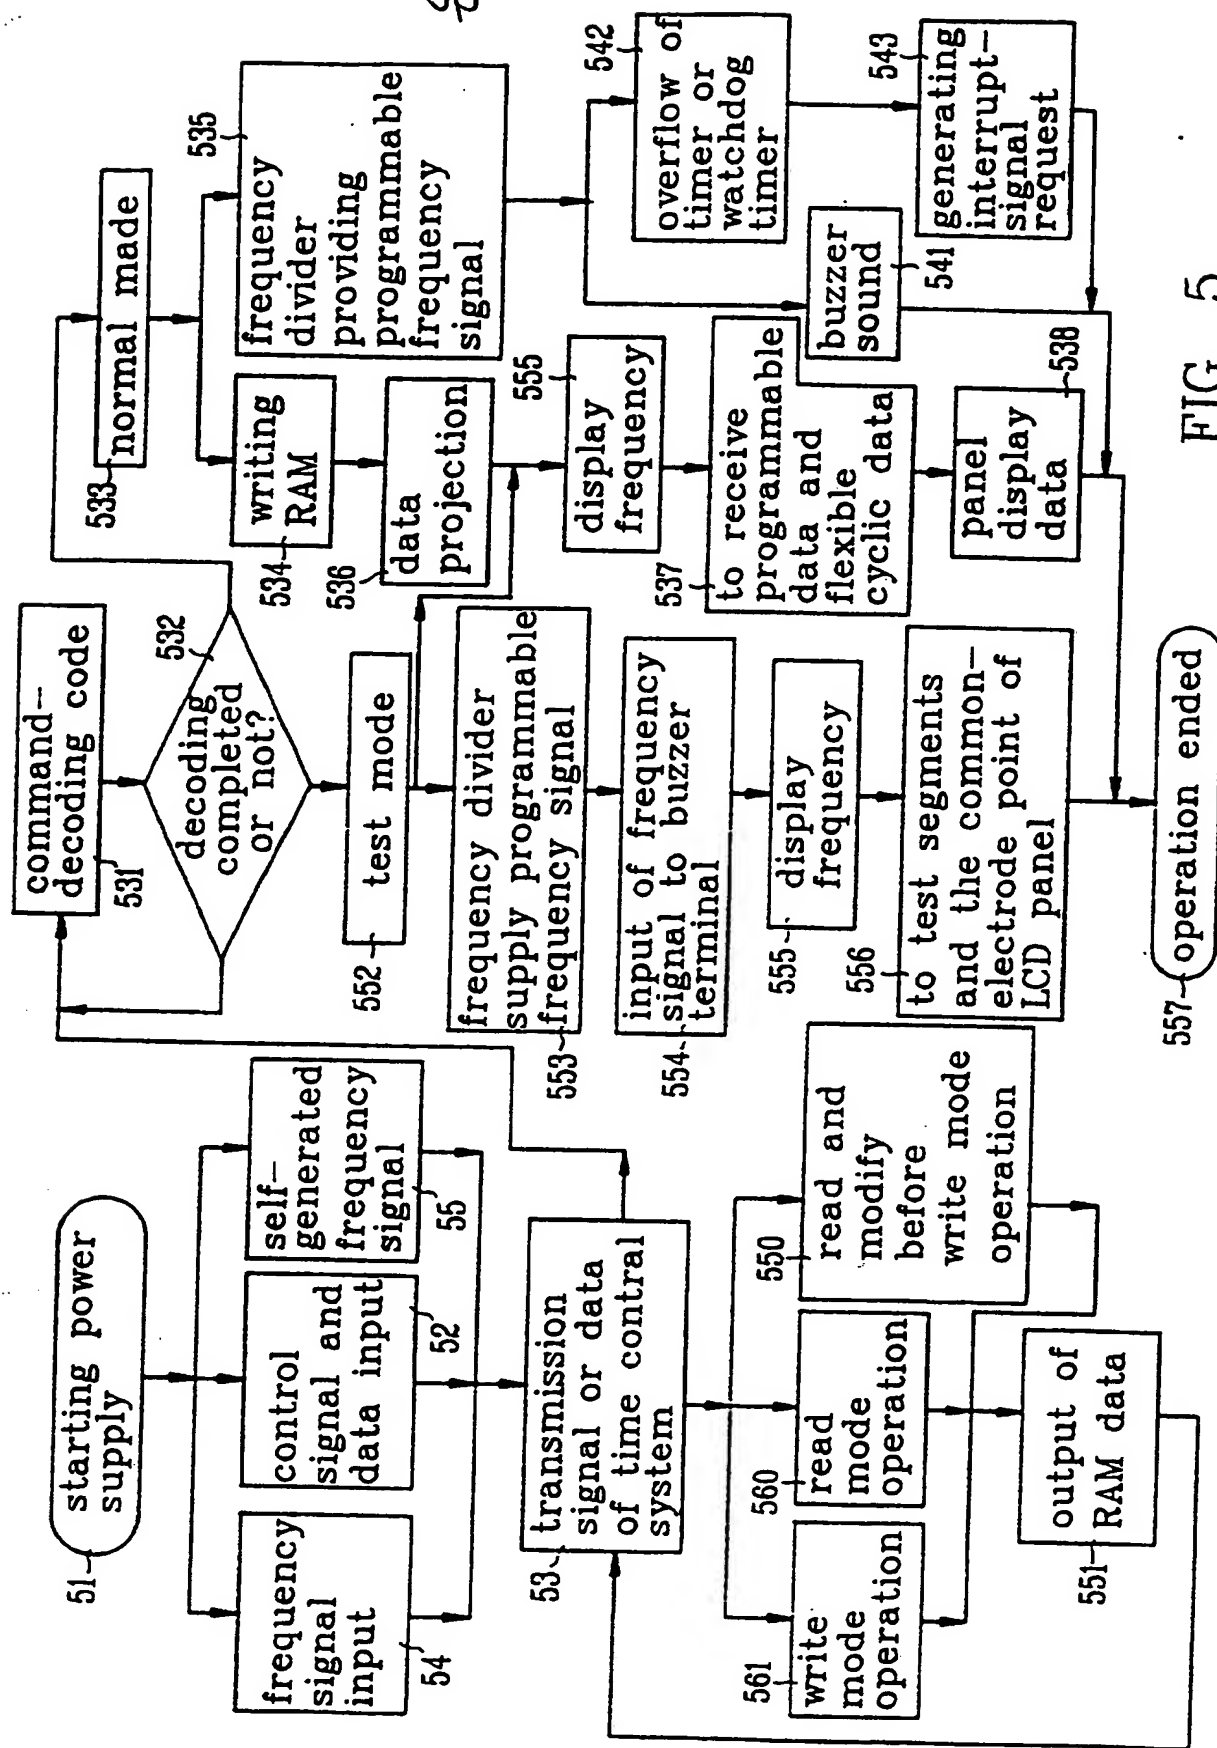 51
starting power
supply
frequency
signal
input
54
control
signal and
data input
52
self-
generated
frequency
signal
55
53
transmission
signal or data
of time contral
system
561
write
mode
operation
560
read
mode
operation
550
read and
modify
before
write mode
operation
output of
RAM data
551
command-
decoding code
531
decoding
completed
or not?
532
552
test mode
frequency divider
supply programmable
553
frequency signal
input of frequency
signal to buzzer
554
terminal
555
display
frequency
556
to test segments
and the common-
electrode point of
LCD panel
557
operation ended
533
normal made
534
writing
RAM
535
frequency
divider
providing
programmable
frequency
signal
536
data
projection
555
display
frequency
537
to receive
programmable
data and
flexible
cyclic data
panel
display
data
538
buzzer
sound
541
542
overflow of
timer or
watchdog
timer
543
generating
interrupt-
signal
request
FIG. 5